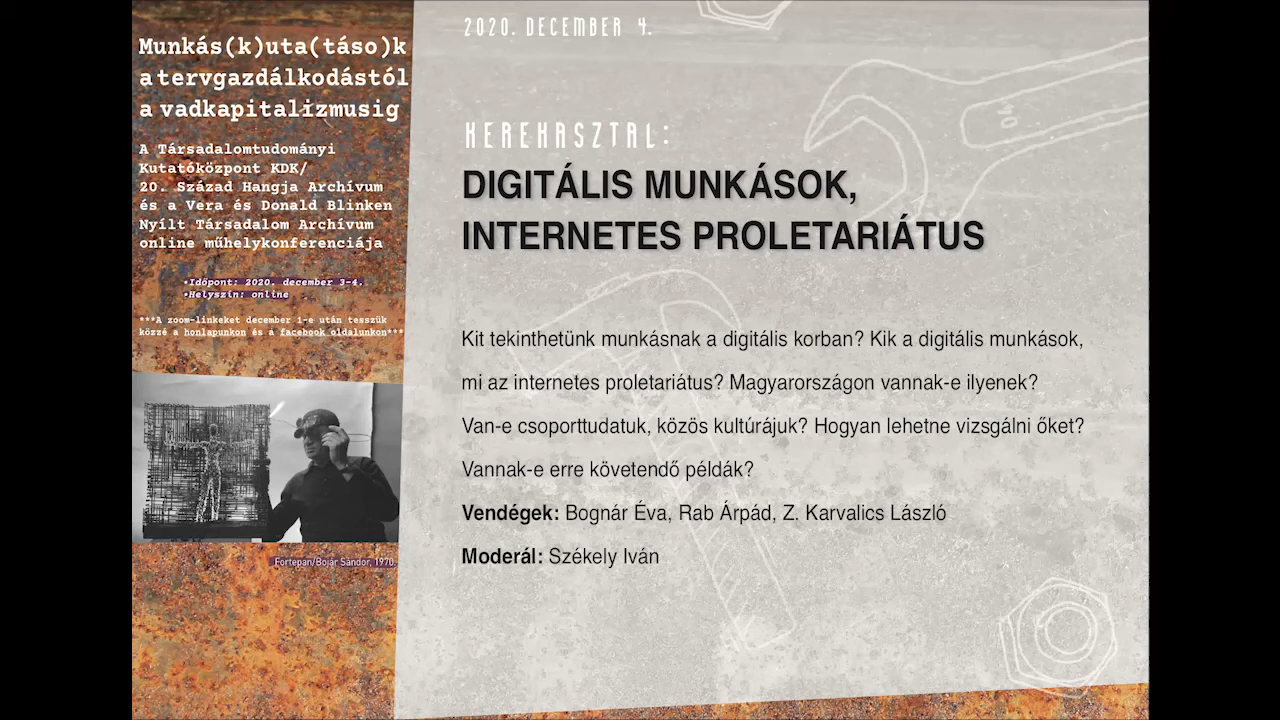 Munkás(k)uta(táso)k
a tervgazdálkodástól
a vadkapitalizmusig
A Társadalomtudományi
Kutatóközpont KDK/
20. Század Hangja Archívum
és a Vera és Donald Blinken
Nyílt Társadalom Archívum
online műhelykonferenciája
•Időpont: 2020. december 3-4.
•Helyszín: online
***A zoom-linkeket december 1-e után tesszük
közzé a honlapunkon és a facebook oldalunkon***
Fortepan/Bojár Sándor, 1970.
2020. DECEMBER 4.
KEREKASZTAL:
DIGITÁLIS MUNKÁSOK,
INTERNETES PROLETARIÁTUS
Kit tekinthetünk munkásnak a digitális korban? Kik a digitális munkások,
mi az internetes proletariátus? Magyarországon vannak-e ilyenek?
Van-e csoporttudatuk, közös kultúrájuk? Hogyan lehetne vizsgálni őket?
Vannak-e erre követendő példák?
Vendégek: Bognár Éva, Rab Árpád, Z. Karvalics László
Moderál: Székely Iván